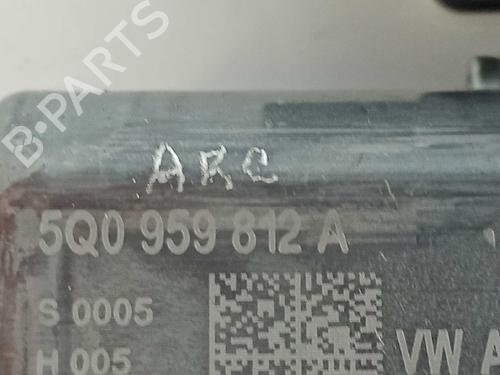 B-PARTS
ARC
5Q0 959 812 A
S 0005
H 005
VW A